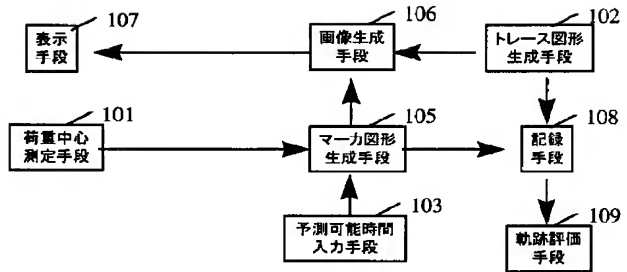 107
表示
手段
106
画像生成
手段
102
トレース図形
生成手段
101
荷重中心
測定手段
105
マーカ図形
生成手段
108
記録
手段
103
予測可能時間
入力手段
109
軌跡評価
手段